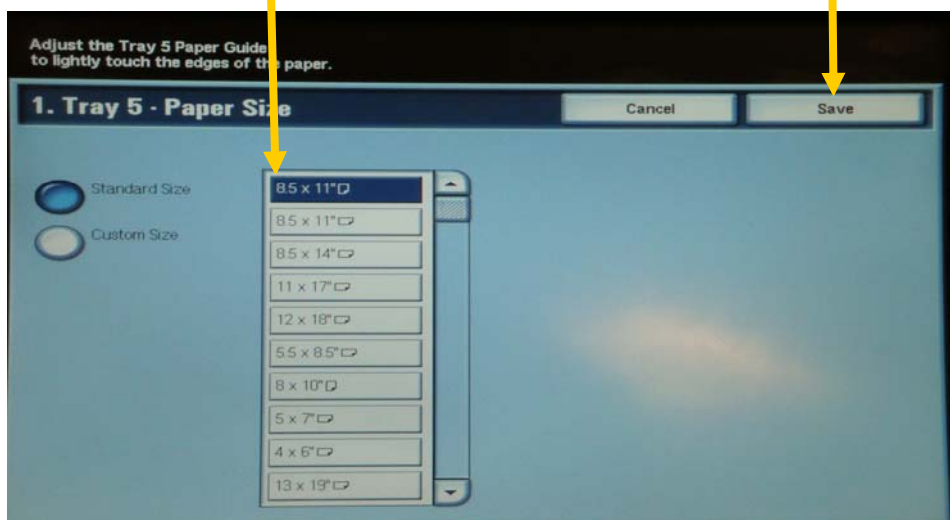 Adjust the Tray 5 Paper Guide
to lightly touch the edges of the paper.
1. Tray 5 - Paper Size
Cancel
Save
Standard Size
Custom Size
8.5 x 11"
8.5 x 11"
8.5 x 14"
11 x 17"
12 x 18"
5.5 x 8.5"
8 x 10"
5 x 7"
4 x 6"
13 x 19"